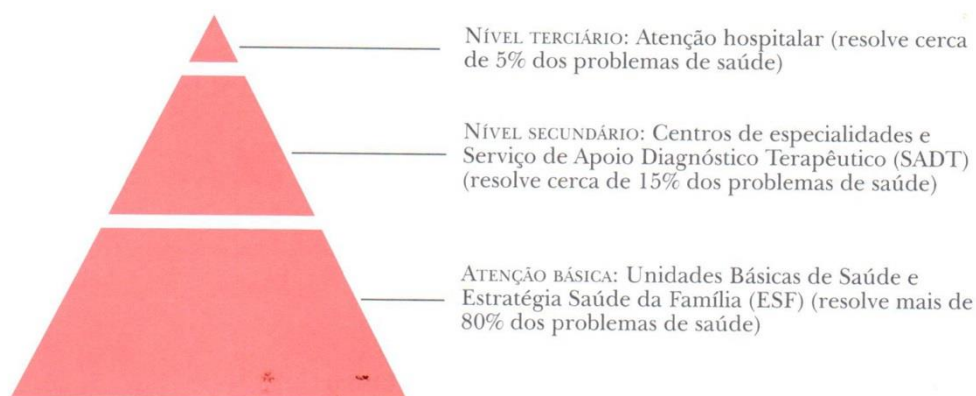 Nível terciário: Atenção hospitalar (resolve cerca
de 5% dos problemas de saúde)
Nível secundário: Centros de especialidades e
Serviço de Apoio Diagnóstico Terapêutico (SADT)
(resolve cerca de 15% dos problemas de saúde)
Atenção básica: Unidades Básicas de Saúde e
Estratégia Saúde da Família (ESF) (resolve mais de
80% dos problemas de saúde)